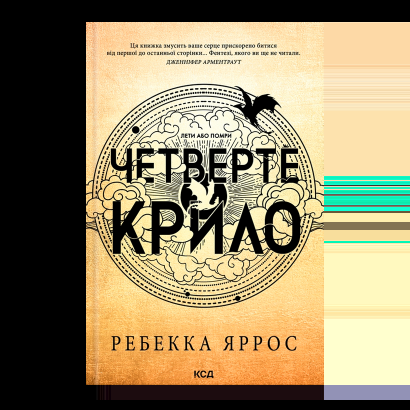 Ця книжка змусить ваше серце прискорено битися
від першої до останньої сторінки... Фентезі, якого ви ще не читали.
ДЖЕННІФЕР АРМЕНТРАУТ
ЛЕТИ АБО ПОМРИ
ЧЕТВЕРТЕ
КРИЛО
РЕБЕККА ЯРРОС
КСД